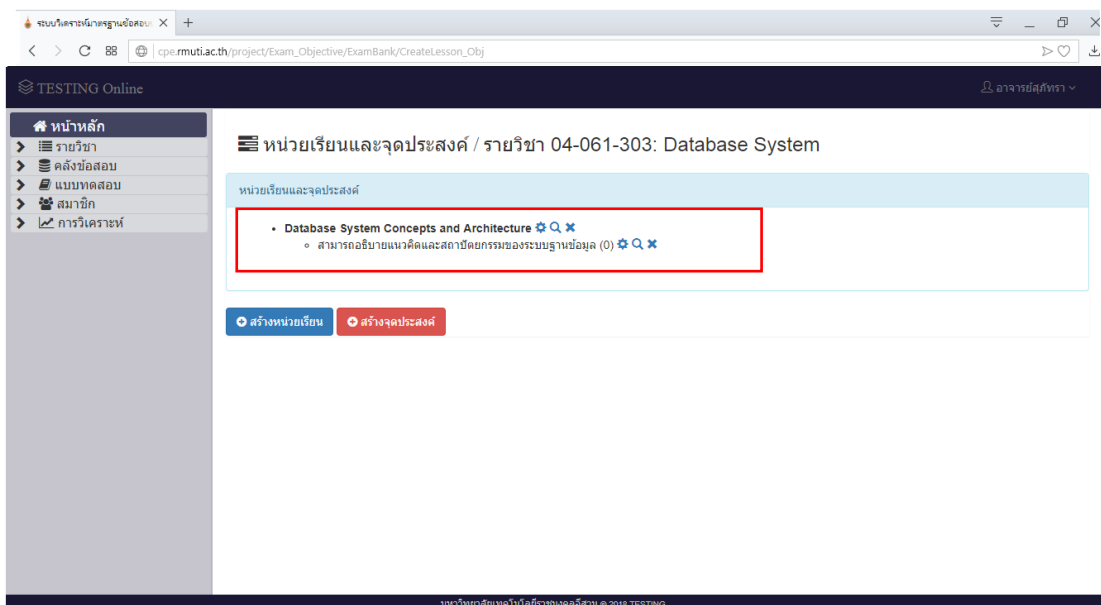 ระบบวิเคราะห์มาตรฐานข้อสอบ
cpe.rmuti.ac.th/project/Exam_Objective/ExamBank/CreateLesson_Obj
TESTING Online
อาจารย์สุภัทรา
หน้าหลัก
รายวิชา
คลังข้อสอบ
แบบทดสอบ
สมาชิก
การวิเคราะห์
หน่วยเรียนและจุดประสงค์ / รายวิชา 04-061-303: Database System
หน่วยเรียนและจุดประสงค์
Database System Concepts and Architecture
สามารถอธิบายแนวคิดและสถาปัตยกรรมของระบบฐานข้อมูล (0)
สร้างหน่วยเรียน
สร้างจุดประสงค์
มหาวิทยาลัยเทคโนโลยีราชมงคลอีสาน © 2018 TESTING